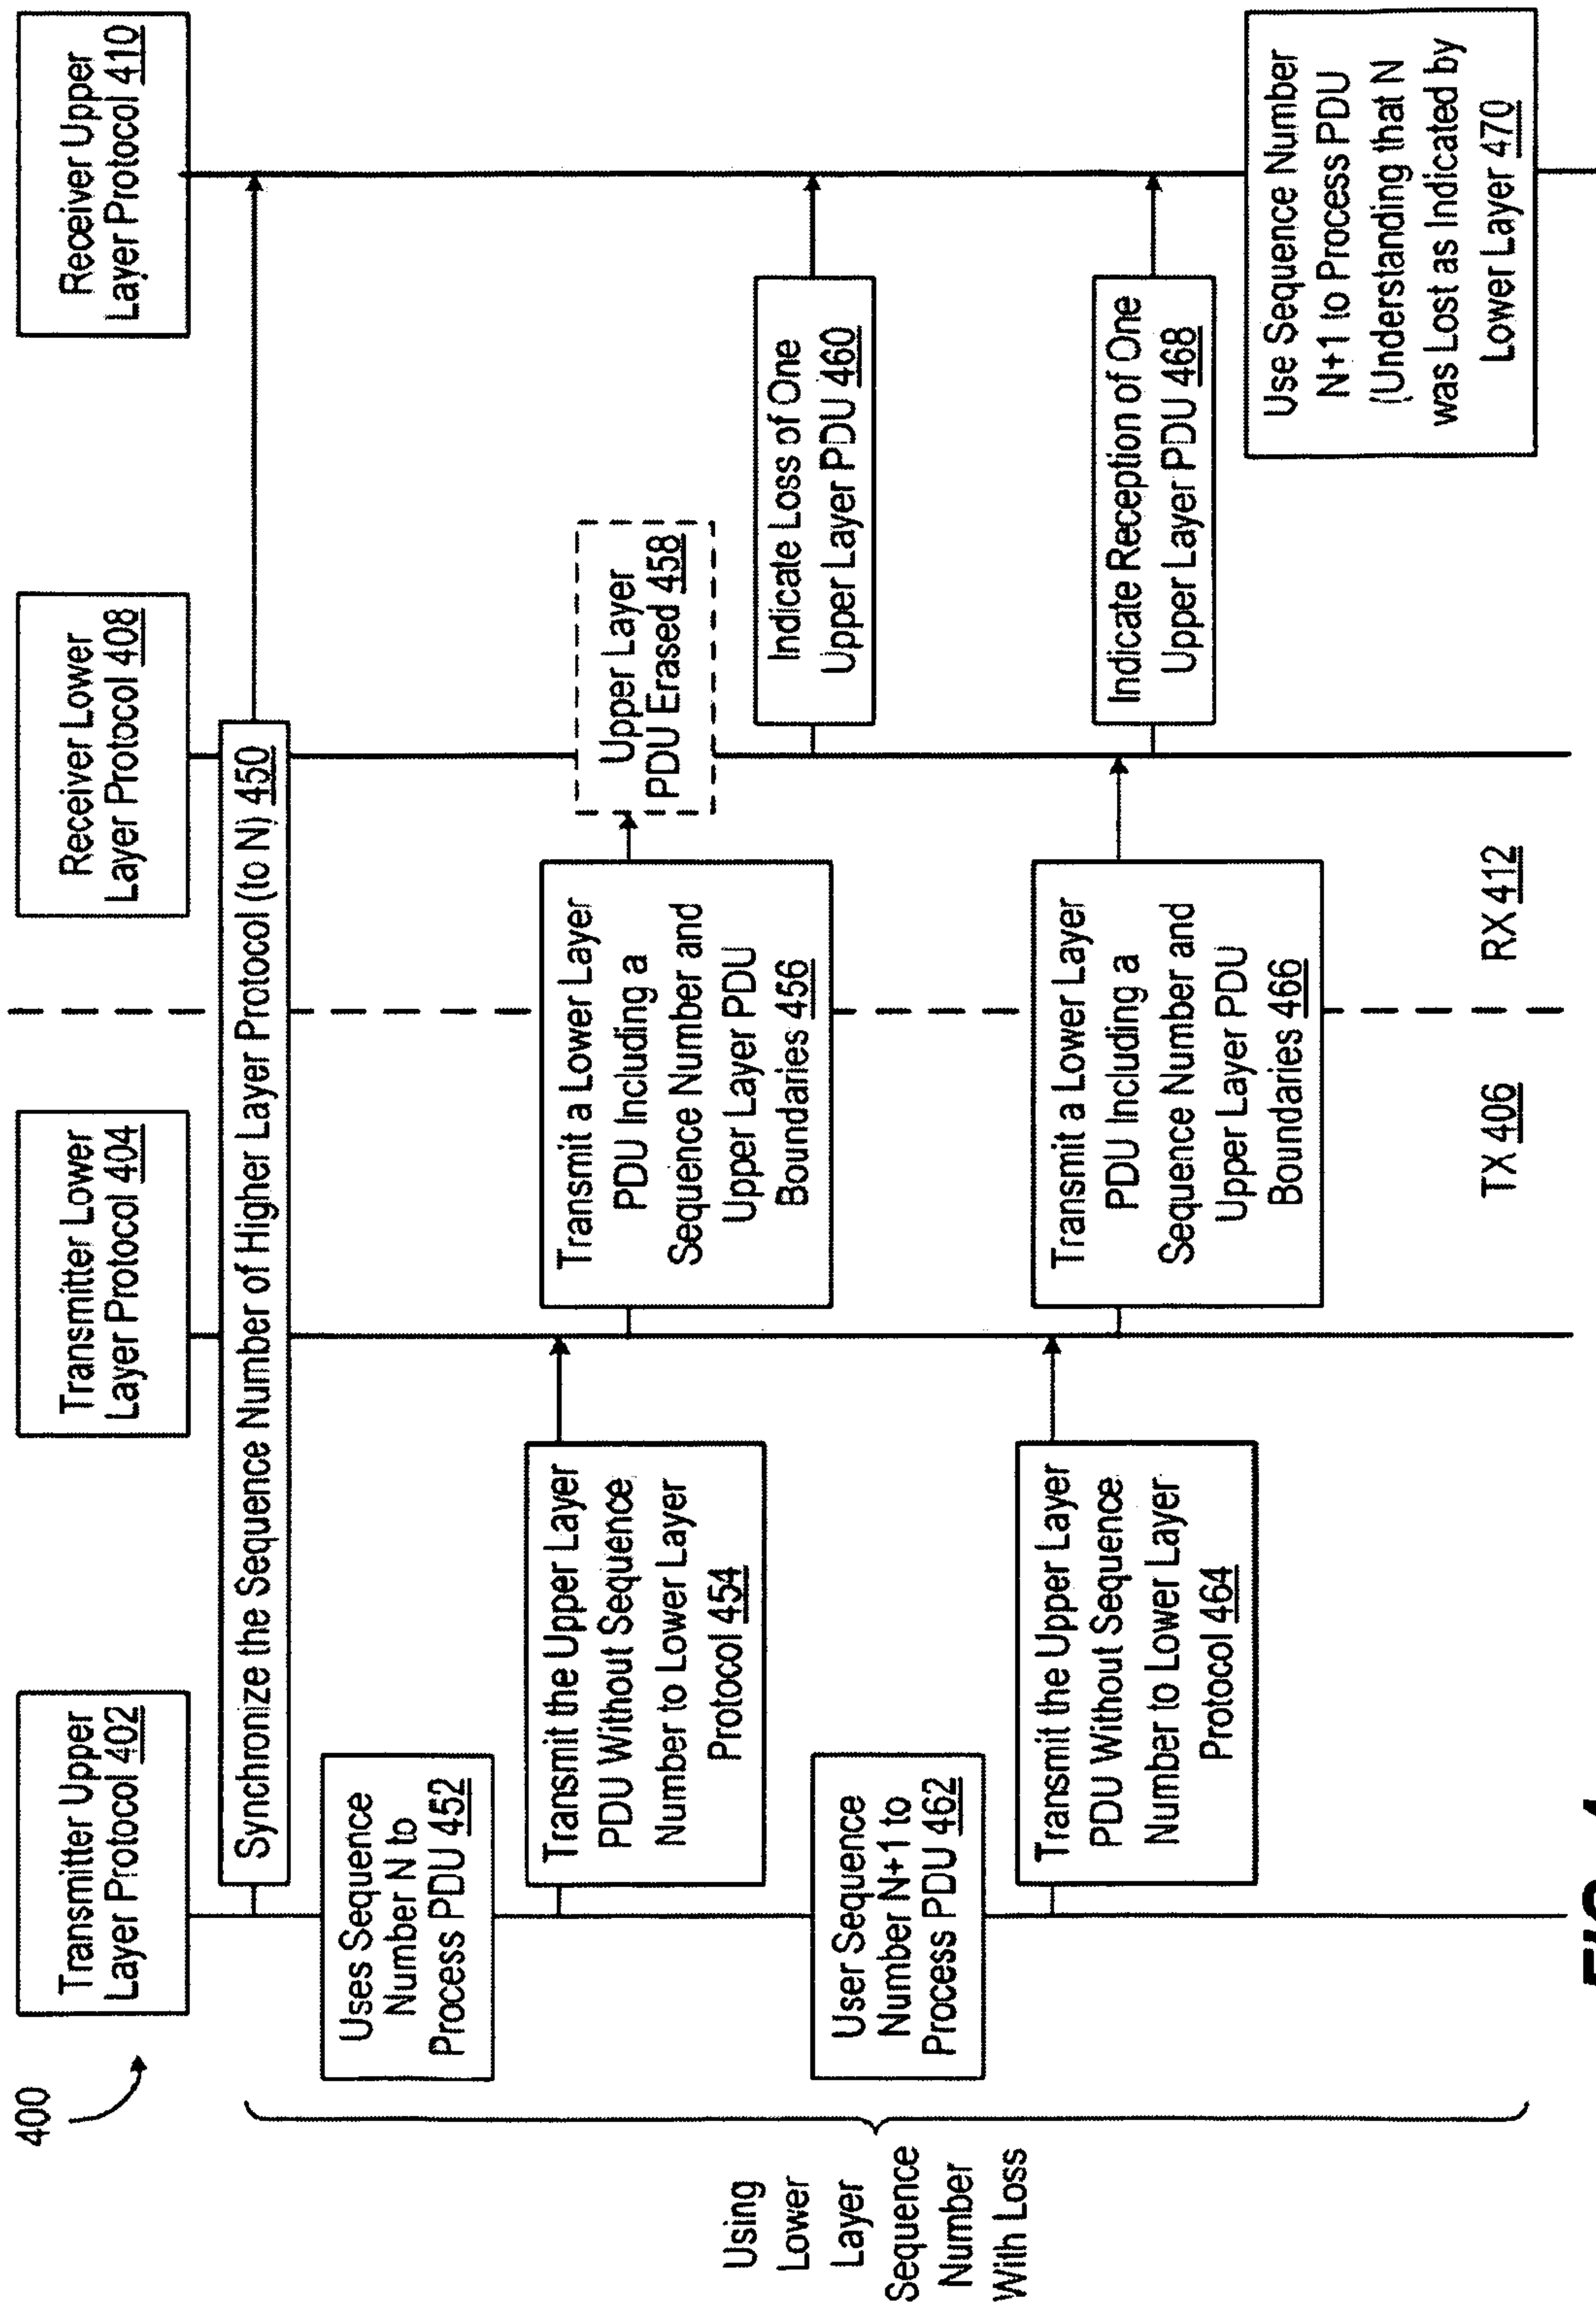 400
Transmitter Upper
Layer Protocol 402
Transmitter Lower
Layer Protocol 404
Receiver Lower
Layer Protocol 408
Receiver Upper
Layer Protocol 410
Synchronize the Sequence Number of Higher Layer Protocol (to N) 450
Uses Sequence
Number N to
Process PDU 452
Transmit the Upper Layer
PDU Without Sequence
Number to Lower Layer
Protocol 454
Transmit a Lower Layer
PDU Including a
Sequence Number and
Upper Layer PDU
Boundaries 456
Upper Layer
PDU Erased 458
Indicate Loss of One
Upper Layer PDU 460
Using
Lower
Layer
Sequence
Number
With Loss
User Sequence
Number N+1 to
Process PDU 462
Transmit the Upper Layer
PDU Without Sequence
Number to Lower Layer
Protocol 464
Transmit a Lower Layer
PDU Including a
Sequence Number and
Upper Layer PDU
Boundaries 466
Indicate Reception of One
Upper Layer PDU 468
Use Sequence Number
N+1 to Process PDU
(Understanding that N
was Lost as Indicated by
Lower Layer 470
TX 406
RX 412